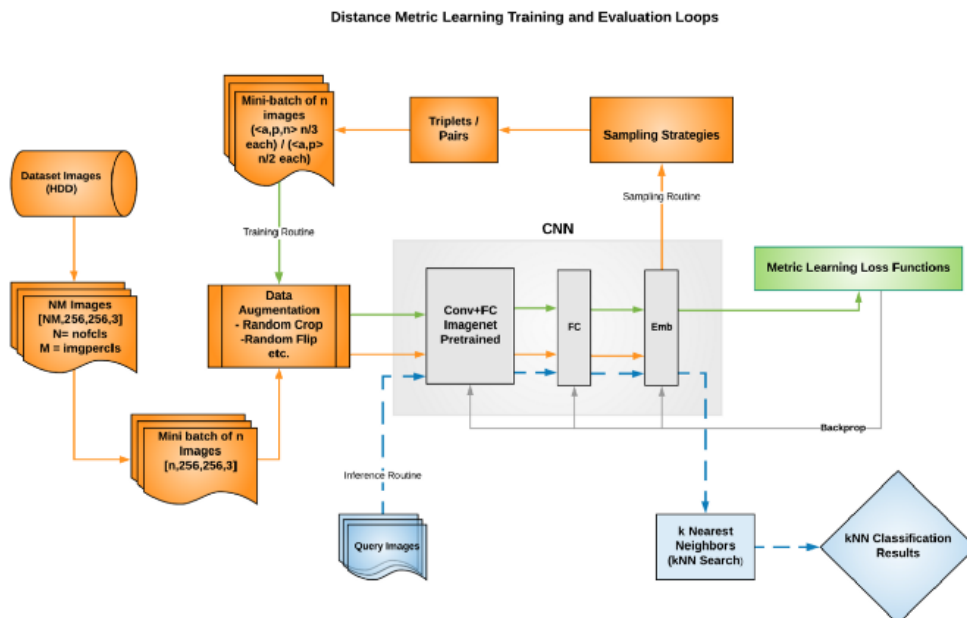 Distance Metric Learning Training and Evaluation Loops
Mini-batch of n
images
(<a,p,n> n/3
each) / (<a,p>
n/2 each)
Triplets /
Pairs
Sampling Strategies
Dataset Images
(HDD)
Sampling Routine
Training Routine
CNN
Metric Learning Loss Functions
NM Images
[NM,256,256,3]
N= nofcls
M = imgpercls
Data
Augmentation
- Random Crop
-Random Flip
etc.
Conv+FC
Imagenet
Pretrained
FC
Emb
Backprop
Mini batch of n
Images
[n,256,256,3]
Inference Routine
Query Images
k Nearest
Neighbors
(kNN Search)
kNN Classification
Results